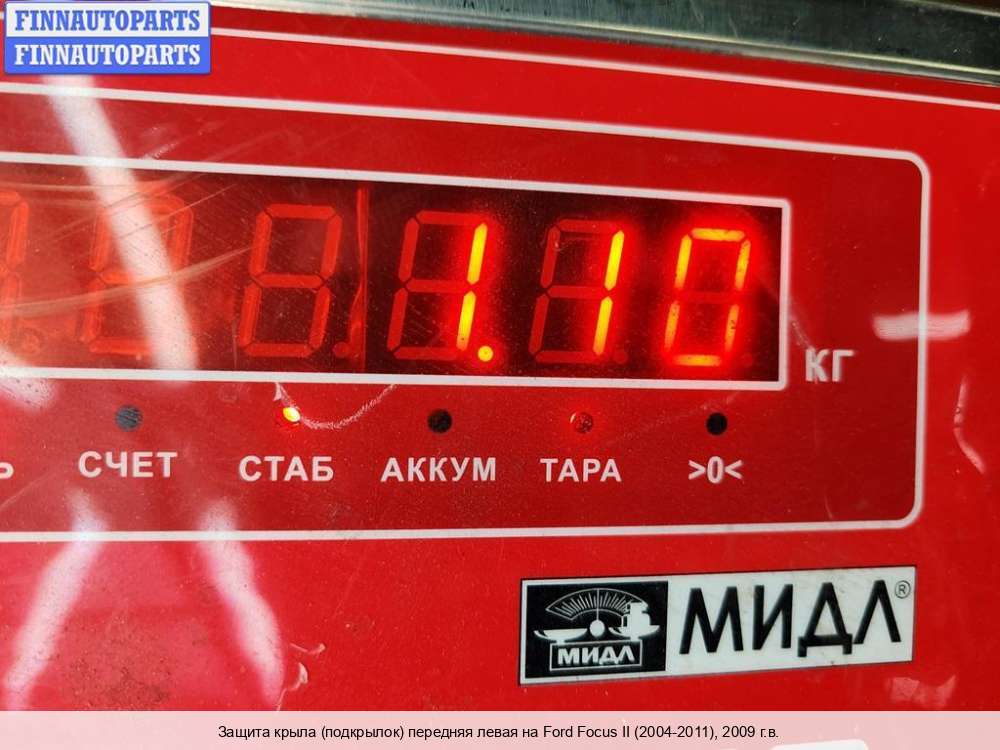 FINNAUTOPARTS
FINNAUTOPARTS
1.10
КГ
Ь СЧЕТ СТАБ АККУМ ТАРА >0<
МИДЛ МИДЛ®
Защита крыла (подкрылок) передняя левая на Ford Focus II (2004-2011), 2009 г.в.